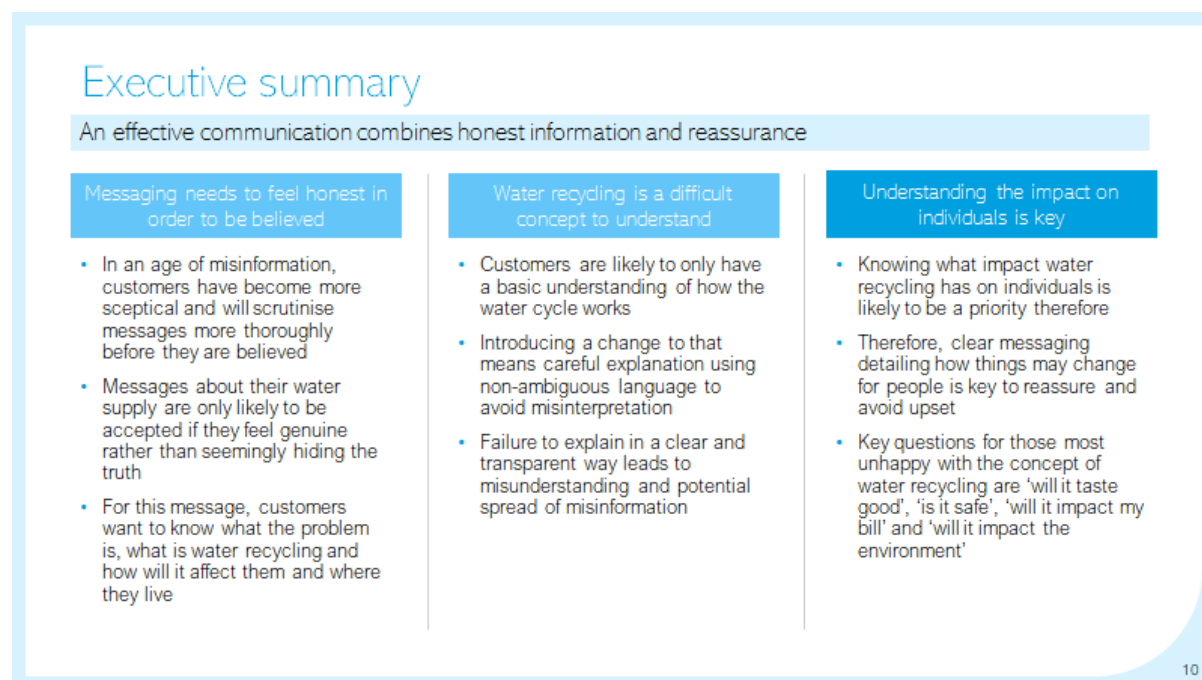 Executive summary
An effective communication combines honest information and reassurance
Messaging needs to feel honest in
order to be believed
• In an age of misinformation,
customers have become more
sceptical and will scrutinise
messages more thoroughly
before they are believed
• Messages about their water
supply are only likely to be
accepted if they feel genuine
rather than seemingly hiding the
truth
• For this message, customers
want to know what the problem
is, what is water recycling and
how will it affect them and where
they live
Water recycling is a difficult
concept to understand
• Customers are likely to only have
a basic understanding of how the
water cycle works
• Introducing a change to that
means careful explanation using
non-ambiguous language to
avoid misinterpretation
• Failure to explain in a clear and
transparent way leads to
misunderstanding and potential
spread of misinformation
Understanding the impact on
individuals is key
• Knowing what impact water
recycling has on individuals is
likely to be a priority therefore
• Therefore, clear messaging
detailing how things may change
for people is key to reassure and
avoid upset
• Key questions for those most
unhappy with the concept of
water recycling are ‘will it taste
good’, ‘is it safe’, ‘will it impact my
bill’ and ‘will it impact the
environment’
10